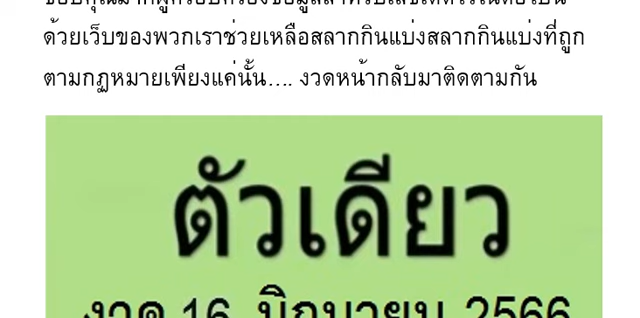 ด้วยเว็บของพวกเราช่วยเหลือสลากกินแบ่งสลากกินแบ่งที่ถูก
ตามกฏหมายเพียงแค่นั้น…. งวดหน้ากลับมาติดตามกัน
ตัวเดียว
งวด 16 มิถุนายน 2566